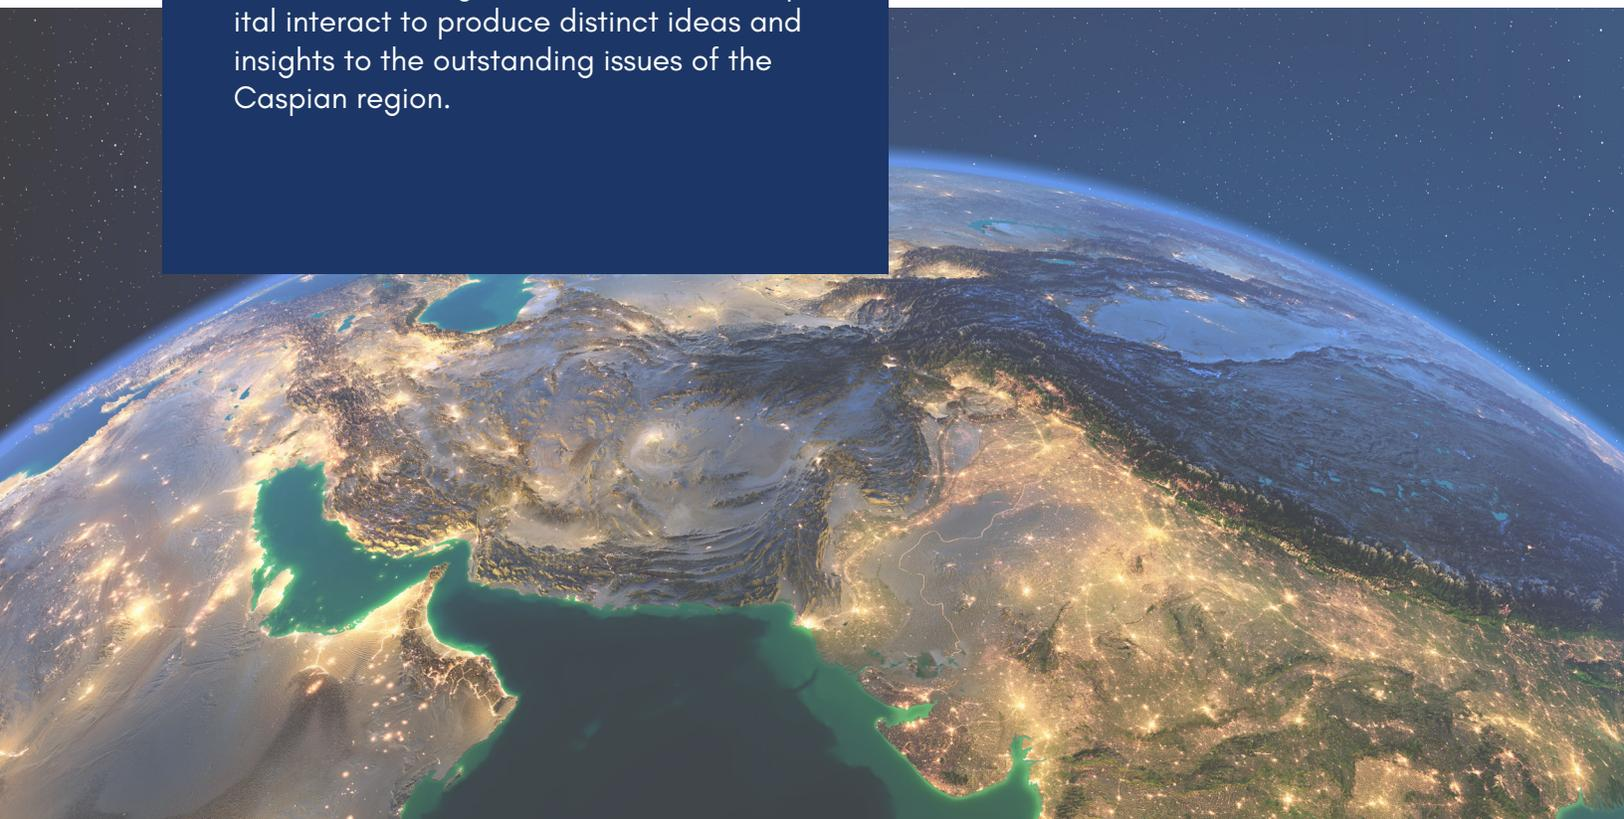 ital interact to produce distinct ideas and
insights to the outstanding issues of the
Caspian region.